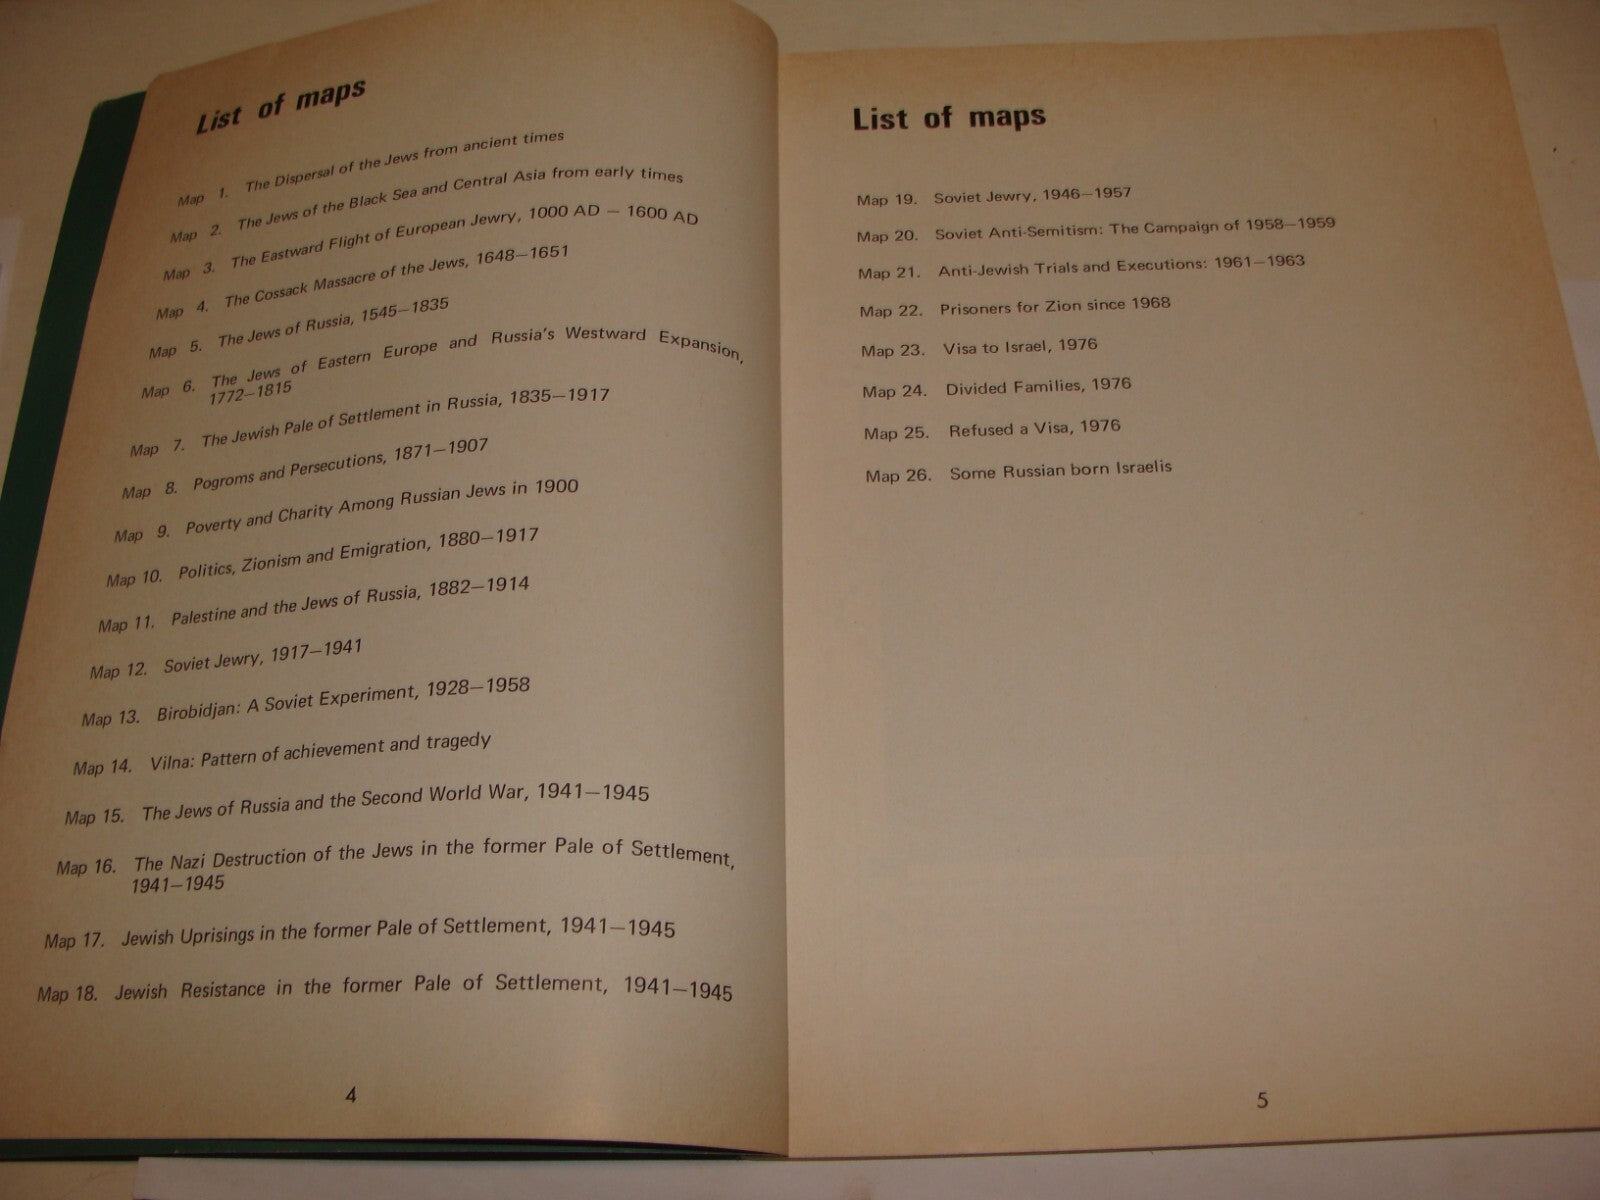 List of maps
Map 1. The Dispersal of the Jews from ancient times
Map 2. The Jews of the Black Sea and Central Asia from early times
Map 3. The Eastward Flight of European Jewry, 1000 AD – 1600 AD
Map 4. The Cossack Massacre of the Jews, 1648–1651
Map 5. The Jews of Russia, 1545–1835
Map 6. The Jews of Eastern Europe and Russia's Westward Expansion,
1772–1815
Map 7. The Jewish Pale of Settlement in Russia, 1835–1917
Map 8. Pogroms and Persecutions, 1871–1907
Map 9. Poverty and Charity Among Russian Jews in 1900
Map 10. Politics, Zionism and Emigration, 1880–1917
Map 11. Palestine and the Jews of Russia, 1882–1914
Map 12. Soviet Jewry, 1917–1941
Map 13. Birobidjan: A Soviet Experiment, 1928–1958
Map 14. Vilna: Pattern of achievement and tragedy
Map 15. The Jews of Russia and the Second World War, 1941–1945
Map 16. The Nazi Destruction of the Jews in the former Pale of Settlement,
1941–1945
Map 17. Jewish Uprisings in the former Pale of Settlement, 1941–1945
Map 18. Jewish Resistance in the former Pale of Settlement, 1941–1945
4
List of maps
Map 19. Soviet Jewry, 1946–1957
Map 20. Soviet Anti-Semitism: The Campaign of 1958–1959
Map 21. Anti-Jewish Trials and Executions: 1961–1963
Map 22. Prisoners for Zion since 1968
Map 23. Visa to Israel, 1976
Map 24. Divided Families, 1976
Map 25. Refused a Visa, 1976
Map 26. Some Russian born Israelis
5